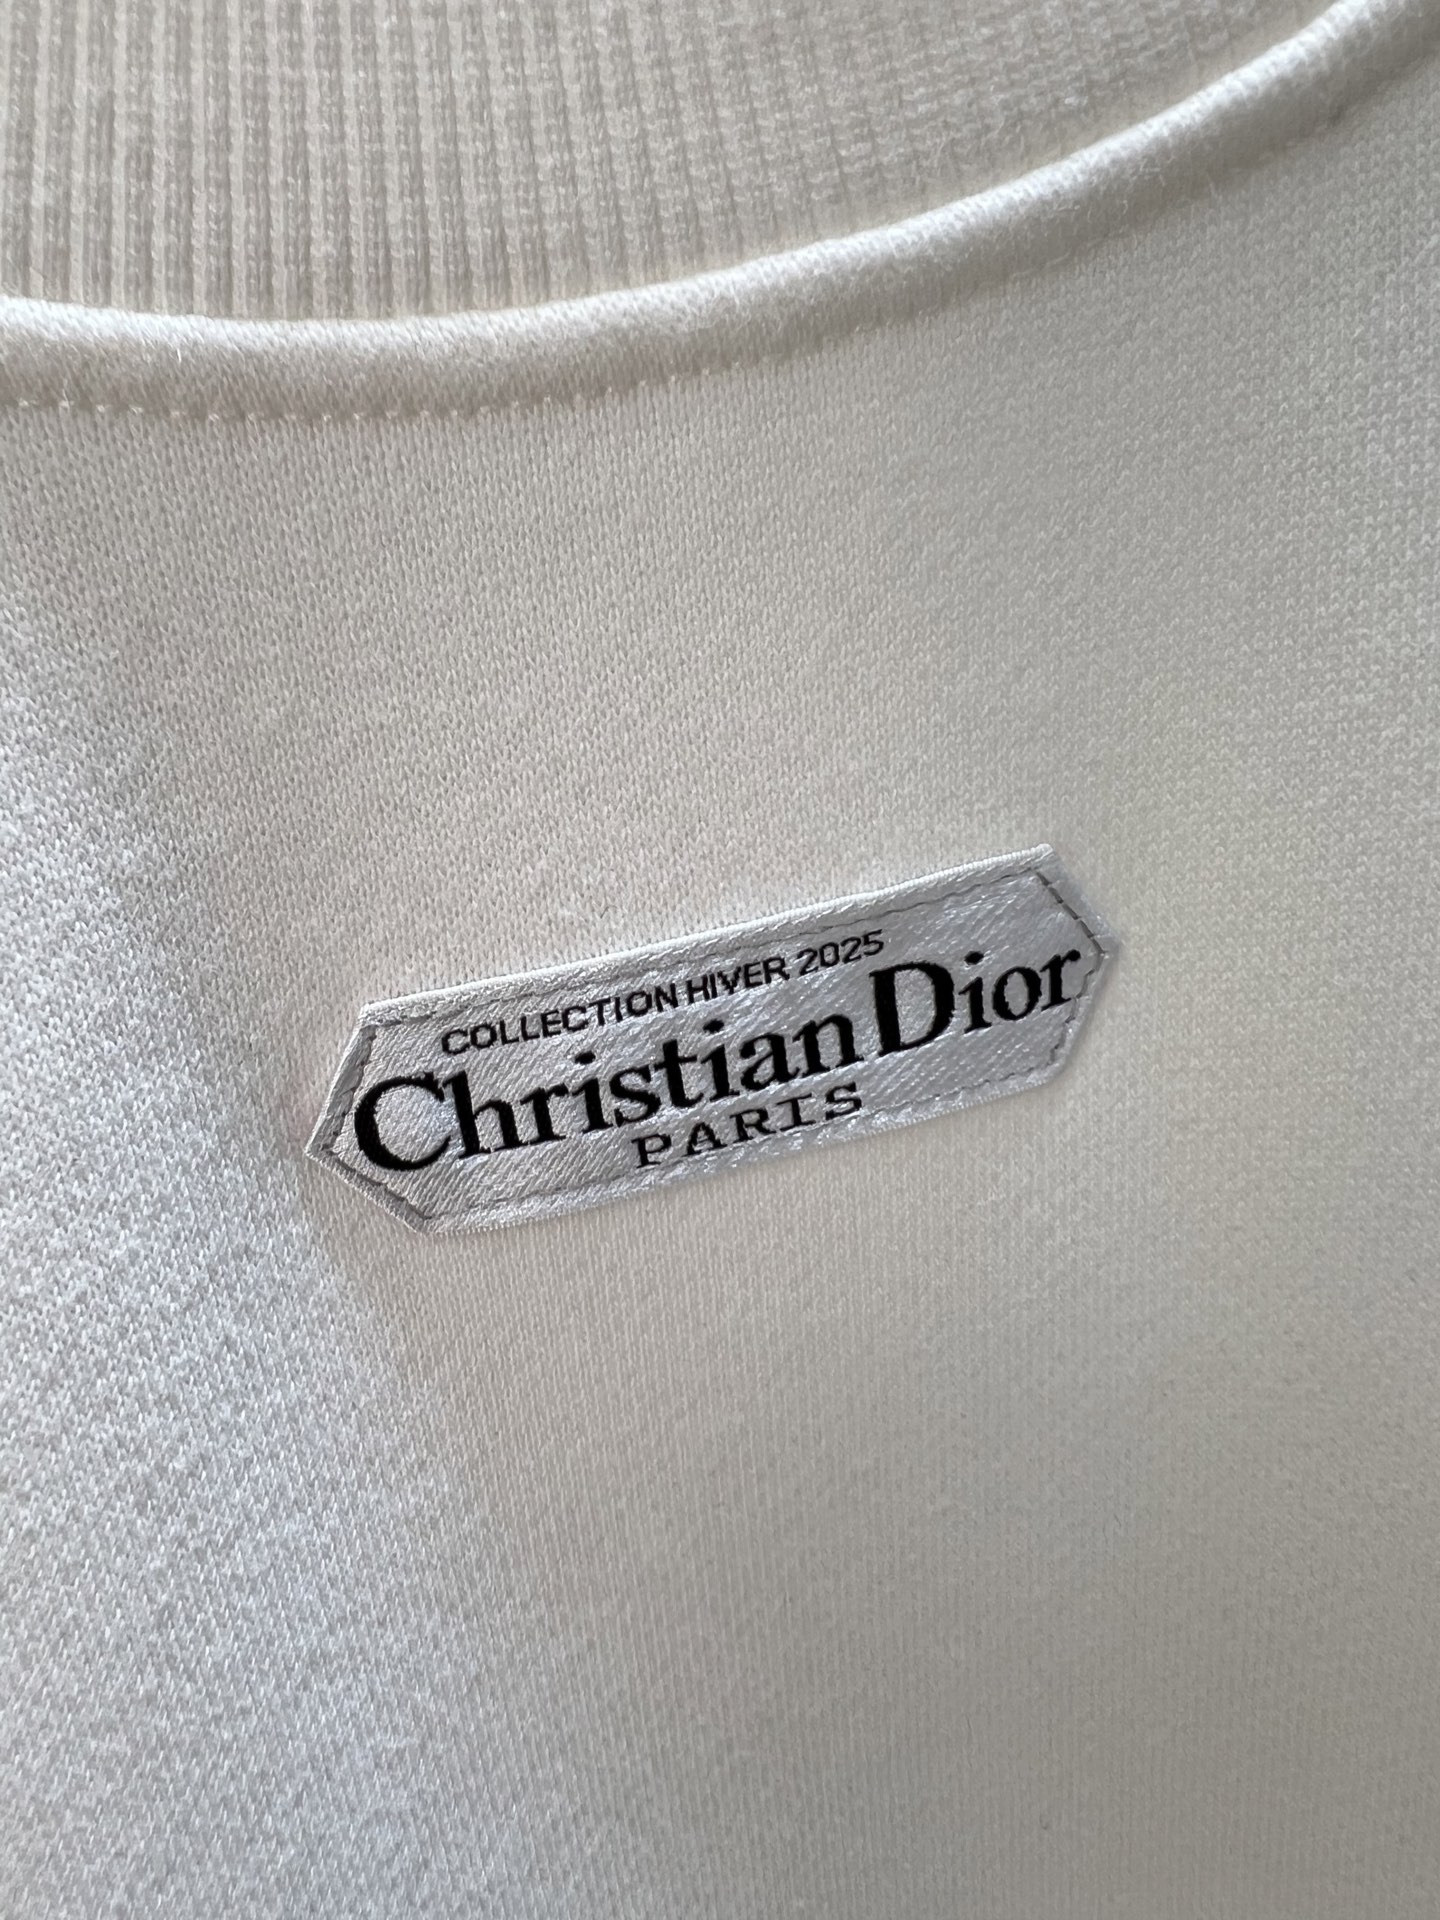 COLLECTION HIVER 2025
Christian Dior
PARIS